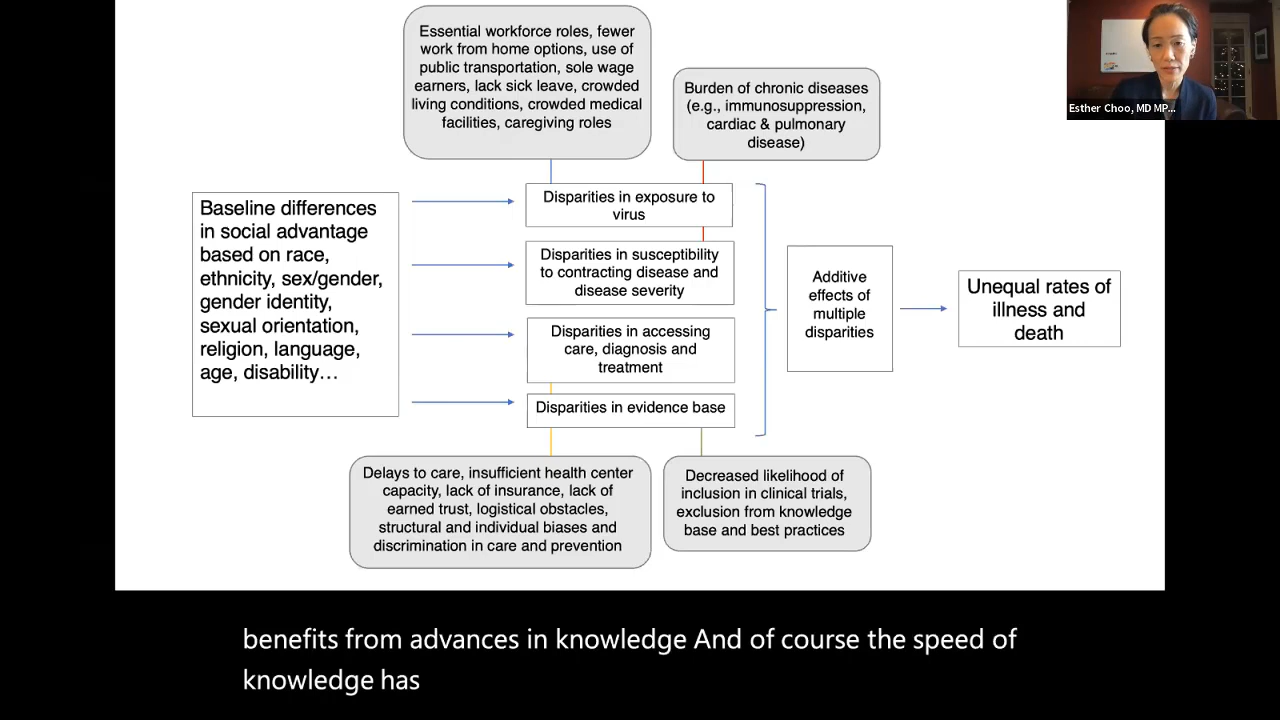 Essential workforce roles, fewer
work from home options, use of
public transportation, sole wage
earners, lack sick leave, crowded
living conditions, crowded medical
facilities, caregiving roles
Burden of chronic diseases
(e.g., immunosuppression,
cardiac & pulmonary
disease)
Esther Choo, MD MP...
Baseline differences
in social advantage
based on race,
ethnicity, sex/gender,
gender identity,
sexual orientation,
religion, language,
age, disability…
Disparities in exposure to
virus
Disparities in susceptibility
to contracting disease and
disease severity
Disparities in accessing
care, diagnosis and
treatment
Disparities in evidence base
Additive
effects of
multiple
disparities
Unequal rates of
illness and
death
Delays to care, insufficient health center
capacity, lack of insurance, lack of
earned trust, logistical obstacles,
structural and individual biases and
discrimination in care and prevention
Decreased likelihood of
inclusion in clinical trials,
exclusion from knowledge
base and best practices
benefits from advances in knowledge And of course the speed of
knowledge has